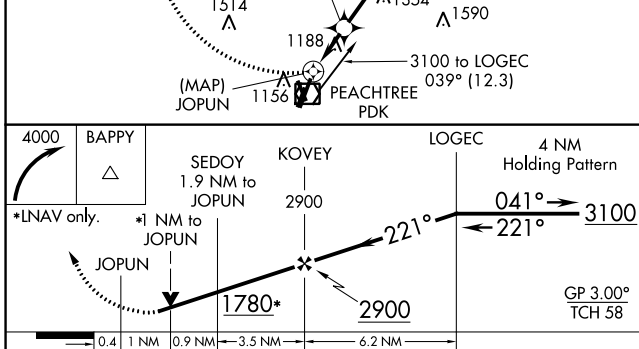 1514
1354
1590
1188
3100 to LOGEC
039° (12.3)
(MAP)
JOPUN
1156
PEACHTREE
PDK
4000
BAPPY
*LNAV only.
*1 NM to
JOPUN
JOPUN
SEDOY
1.9 NM to
JOPUN
KOVEY
2900
LOGEC
4 NM
Holding Pattern
041°
221°
3100
221°
1780*
2900
GP 3.00°
TCH 58
0.4
1 NM
0.9 NM
3.5 NM
6.2 NM